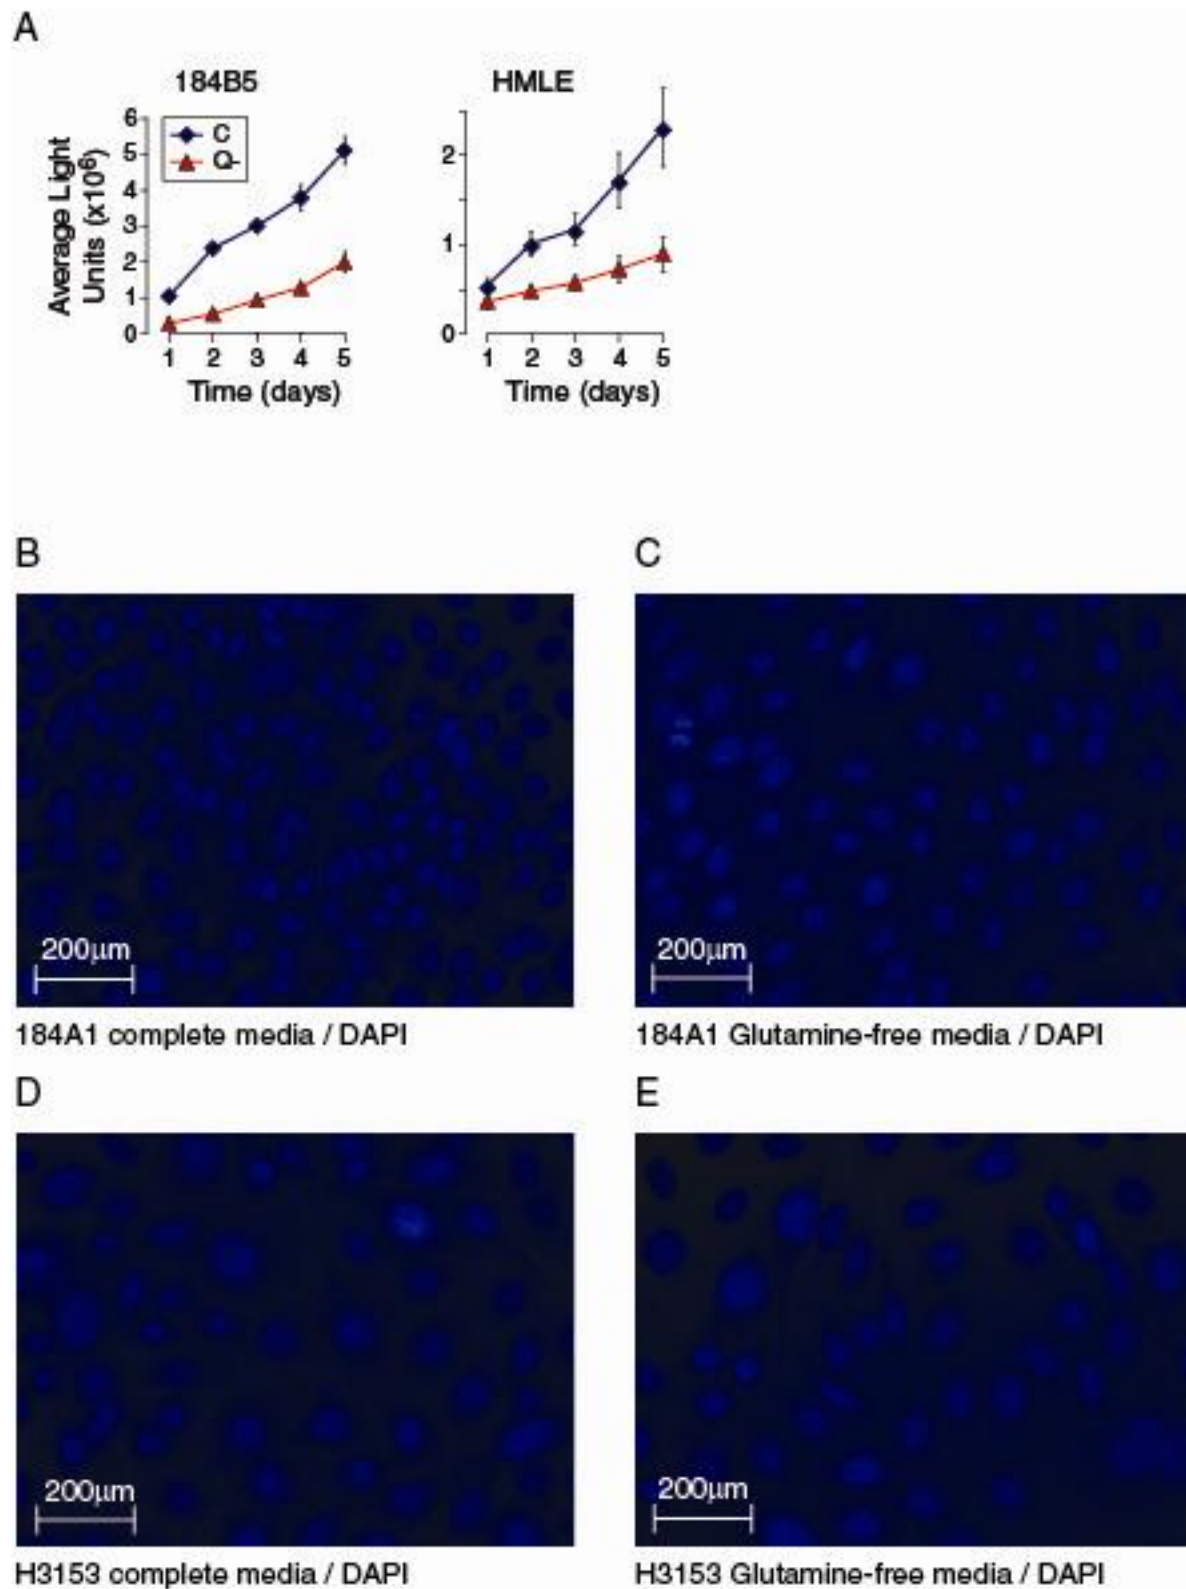 A
184B5
HMLE
Average Light
Units (x10⁶)
6
5
4
3
2
1
0
C
Q-
1 2 3 4 5
Time (days)
2
1
0
1 2 3 4 5
Time (days)
B
C
200μm
200μm
184A1 complete media / DAPI
184A1 Glutamine-free media / DAPI
D
E
200μm
200μm
H3153 complete media / DAPI
H3153 Glutamine-free media / DAPI